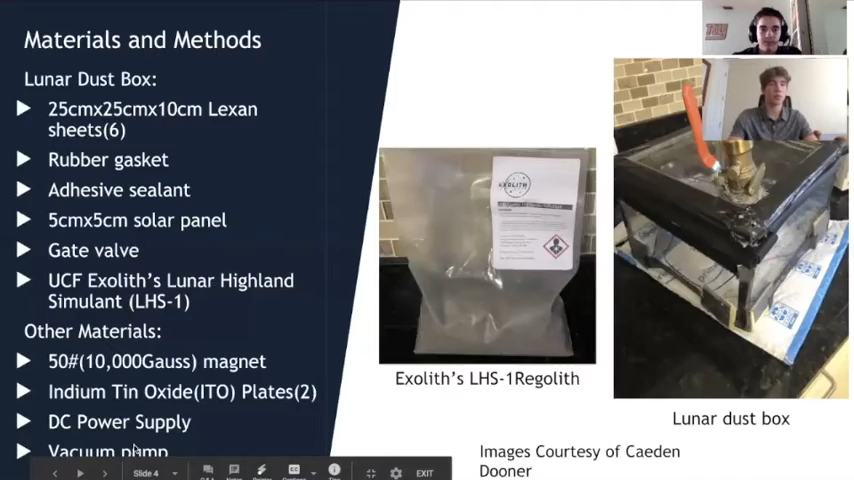 Materials and Methods
Lunar Dust Box:
25cmx25cmx10cm Lexan
sheets(6)
Rubber gasket
Adhesive sealant
5cmx5cm solar panel
Gate valve
UCF Exolith's Lunar Highland
Simulant (LHS-1)
Other Materials:
50#(10,000Gauss) magnet
Indium Tin Oxide(ITO) Plates(2)
DC Power Supply
Vacuum pump
EXOLITH
Exolith's LHS-1Regolith
Lunar dust box
Images Courtesy of Caeden
Dooner
Slide 4
EXIT